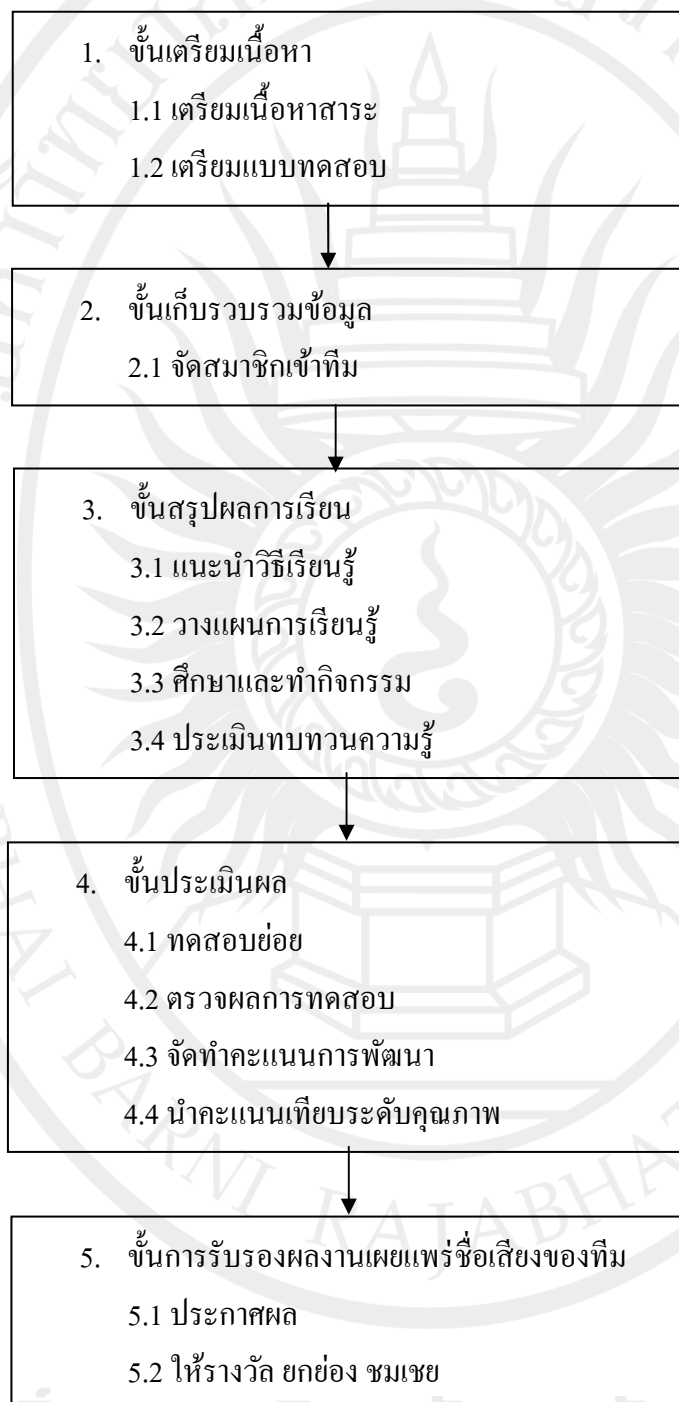 1. ขั้นเตรียมเนื้อหา
1.1 เตรียมเนื้อหาสาระ
1.2 เตรียมแบบทดสอบ
2. ขั้นเก็บรวบรวมข้อมูล
2.1 จัดสมาชิกเข้าทีม
3. ขั้นสรุปผลการเรียน
3.1 แนะนำวิธีเรียนรู้
3.2 วางแผนการเรียนรู้
3.3 ศึกษาและทำกิจกรรม
3.4 ประเมินทบทวนความรู้
4. ขั้นประเมินผล
4.1 ทดสอบย่อย
4.2 ตรวจผลการทดสอบ
4.3 จัดทำคะแนนการพัฒนา
4.4 นำคะแนนเทียบระดับคุณภาพ
5. ขั้นการรับรองผลงานเผยแพร่ชื่อเสียงของทีม
5.1 ประกาศผล
5.2 ให้รางวัล ยกย่อง ชมเชย
BARNI RAJABHAT